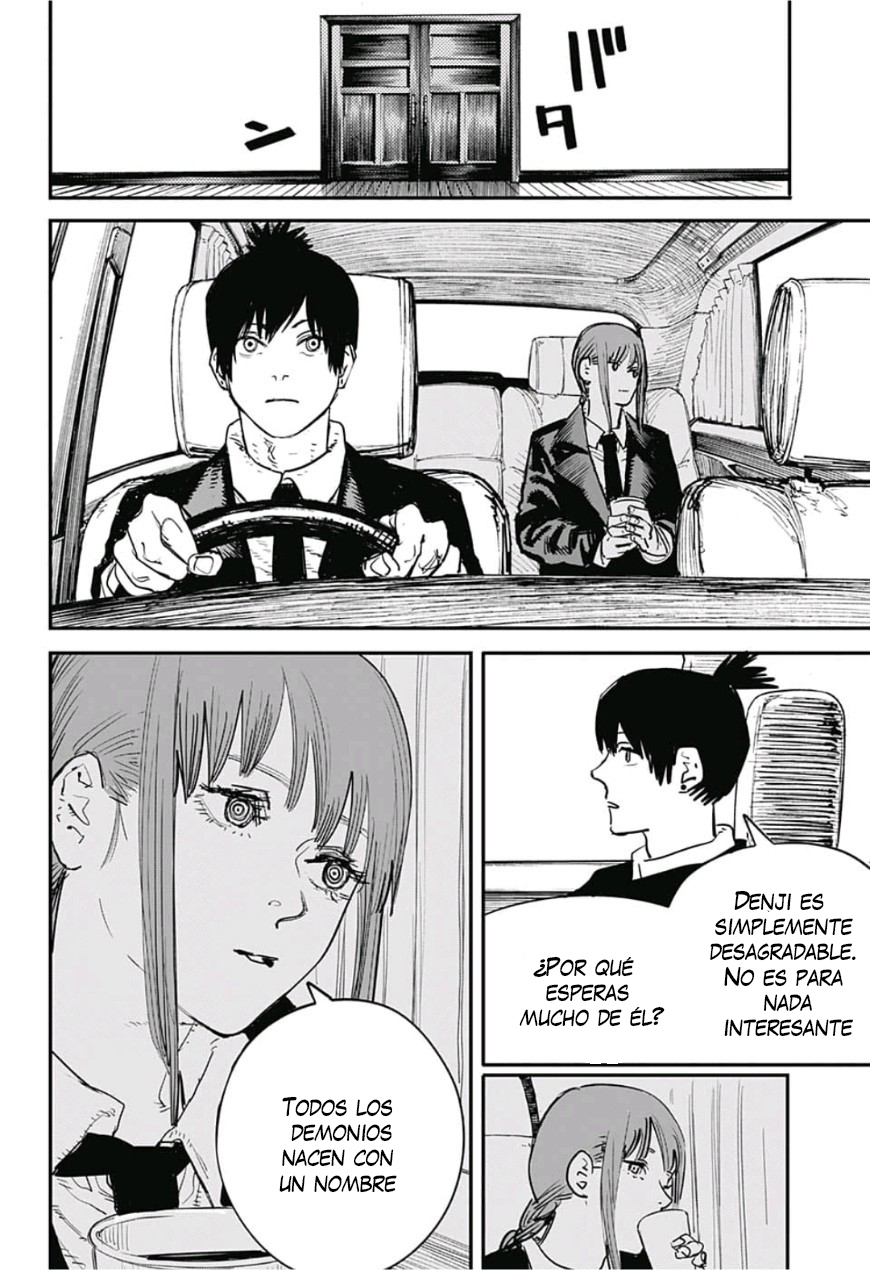 バタン
DENJI ES
SIMPLEMENTE
DESAGRADABLE.
NO ES PARA
NADA
INTERESANTE
¿POR QUÉ
ESPERAS
MUCHO DE ÉL?
TODOS LOS
DEMONIOS
NACEN CON
UN NOMBRE